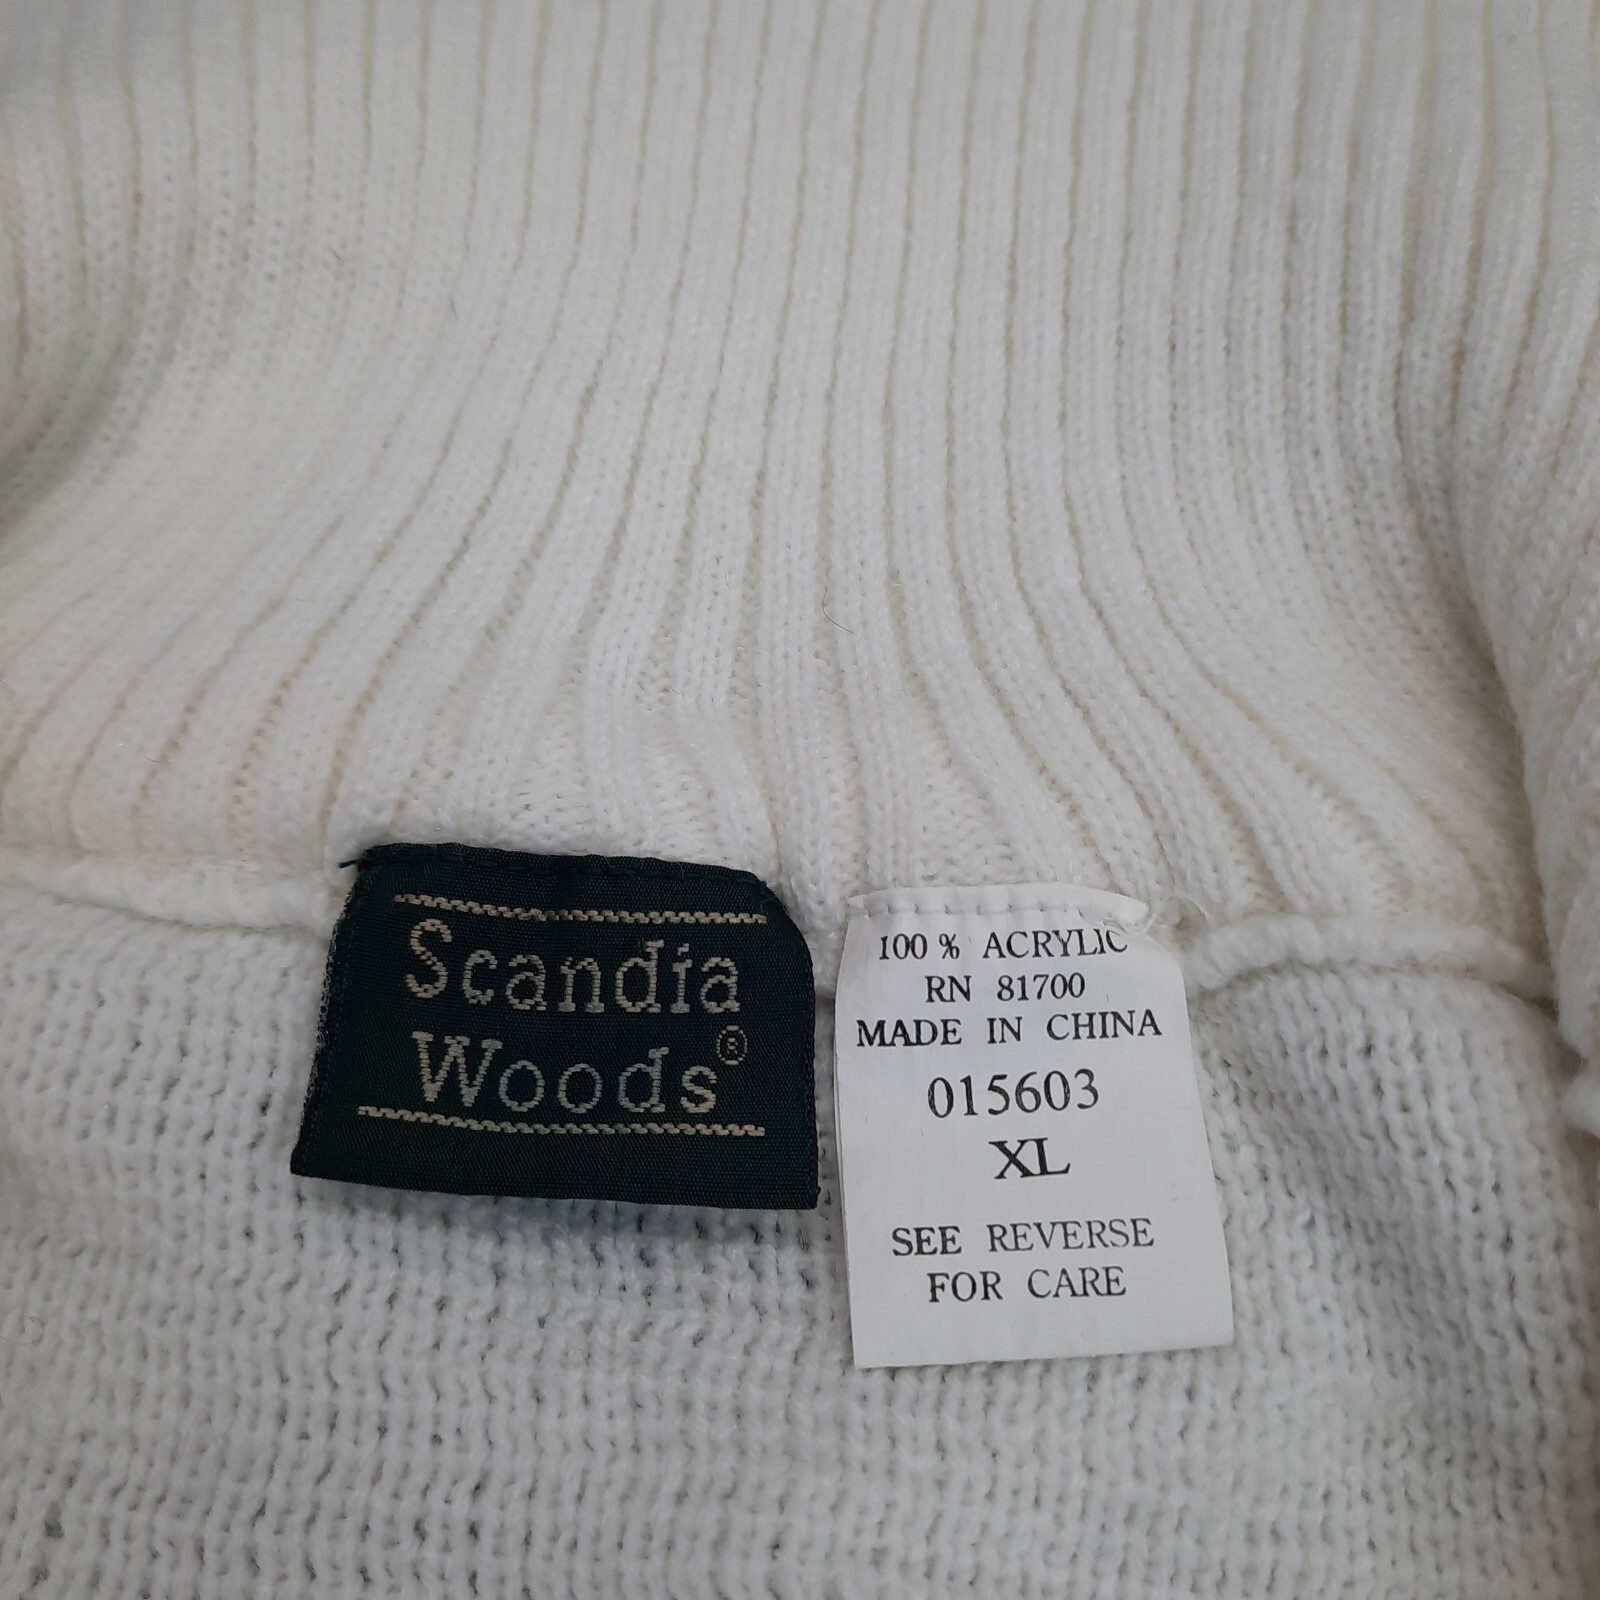 Scandia
Woods®
100 % ACRYLIC
RN 81700
MADE IN CHINA
015603
XL
SEE REVERSE
FOR CARE